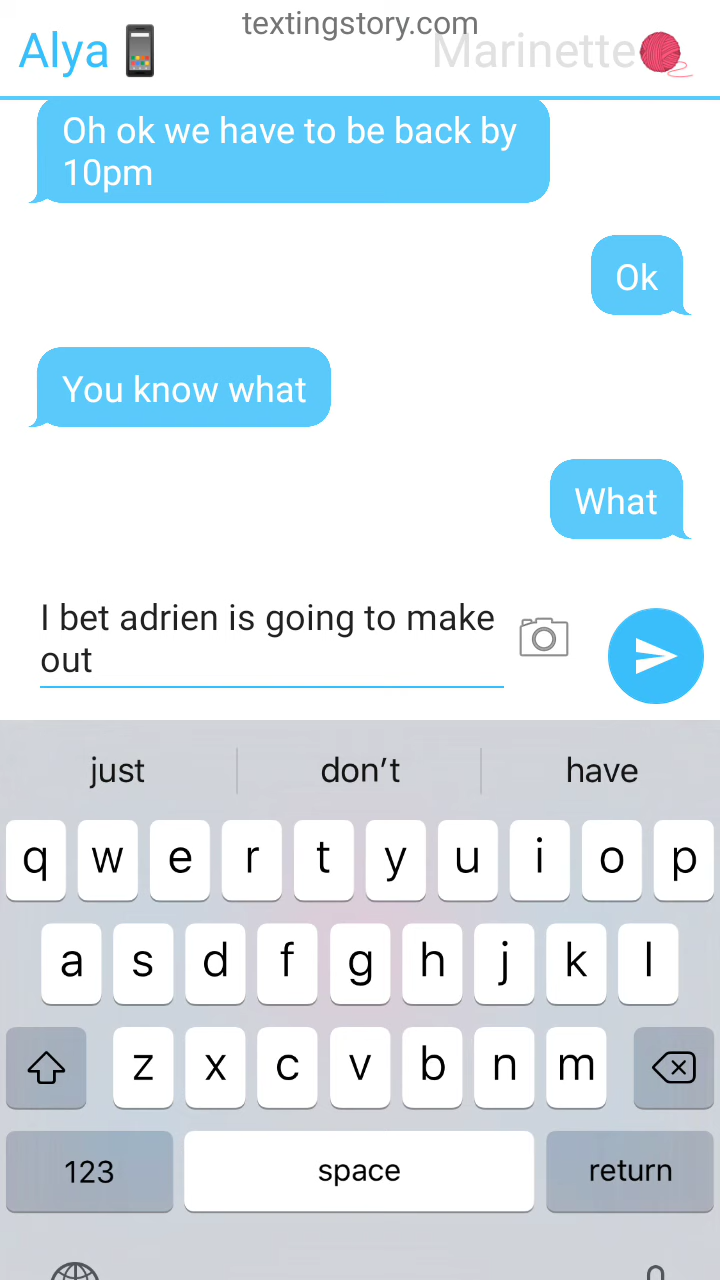 textingstory.com
Alya Marinette
Oh ok we have to be back by
10pm
Ok
You know what
What
I bet adrien is going to make
out
just don't have
q w e r t y u i o p
a s d f g h j k l
z x c v b n m
123 space return